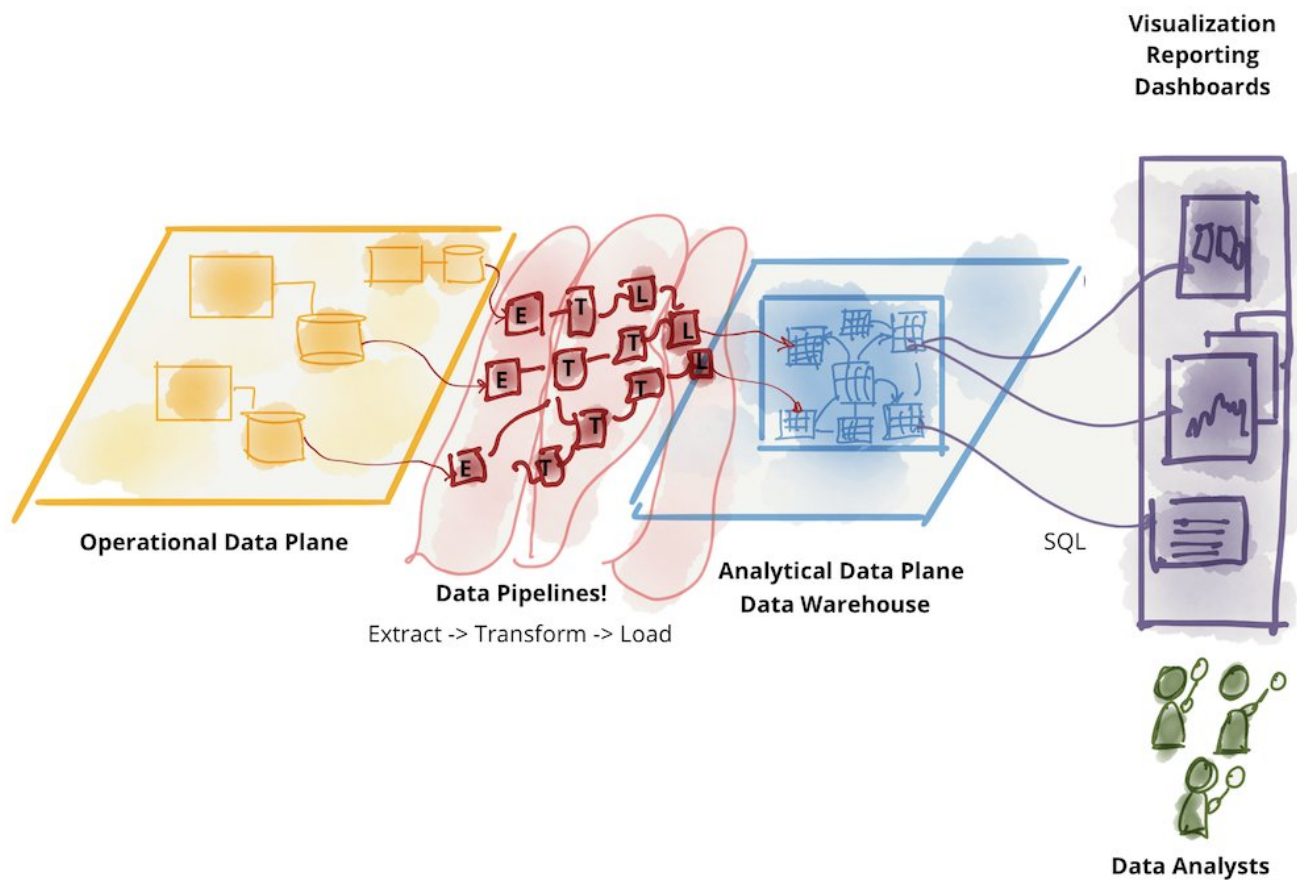 Visualization
Reporting
Dashboards
E
T
L
E
T
T
L
E
T
T
T
L
Operational Data Plane
Data Pipelines!
Extract -> Transform -> Load
Analytical Data Plane
Data Warehouse
SQL
Data Analysts